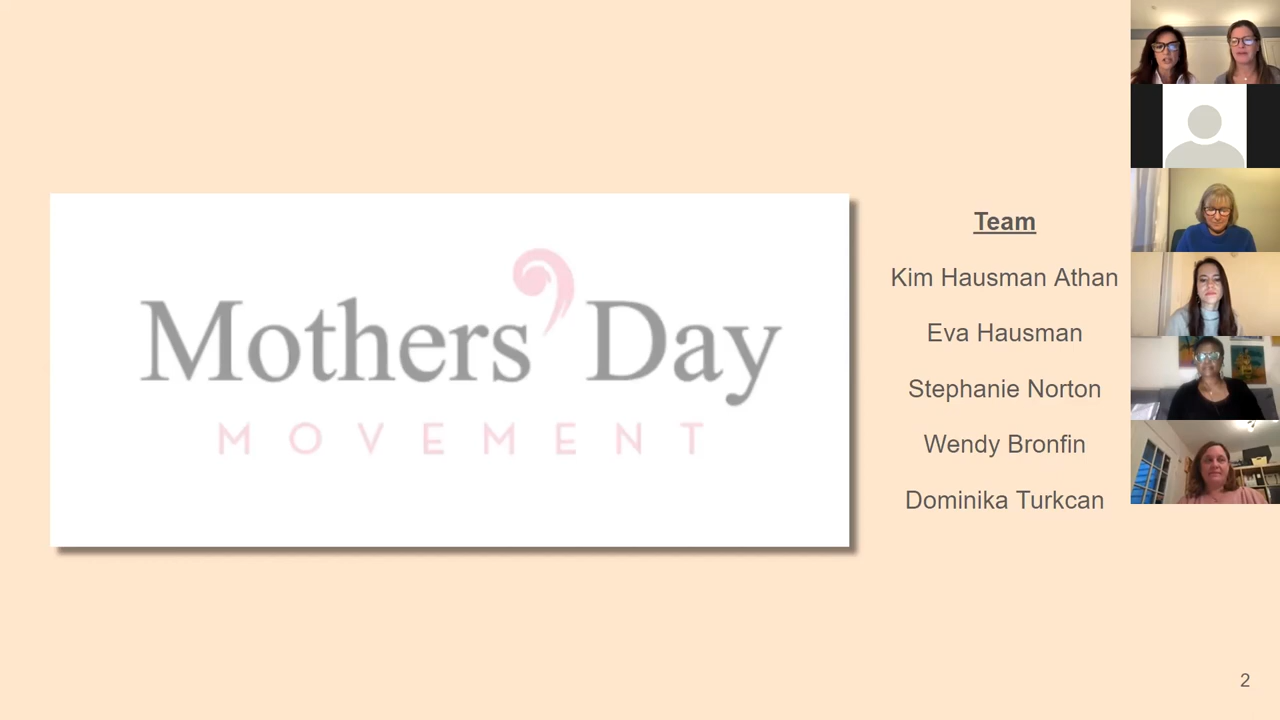 Mothers' Day
MOVEMENT
Team
Kim Hausman Athan
Eva Hausman
Stephanie Norton
Wendy Bronfin
Dominika Turkcan
2